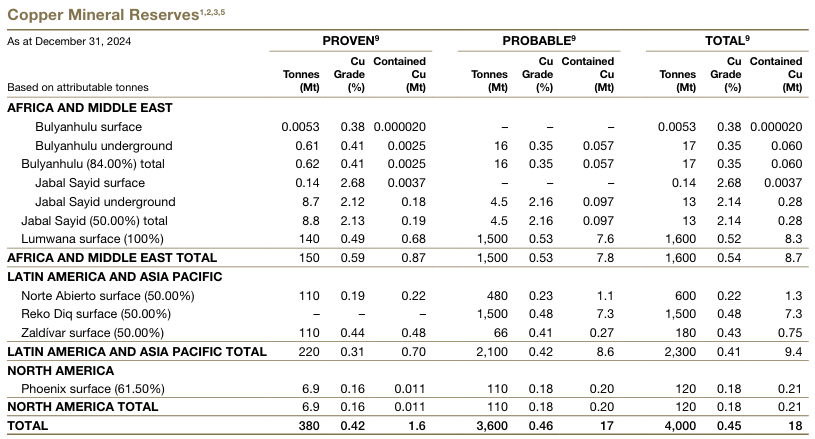 Copper Mineral Reserves1,2,3,5
As at December 31, 2024 PROVEN9 PROBABLE9 TOTAL9
Cu Contained Cu Contained Cu Contained
Tonnes Grade Cu Tonnes Grade Cu Tonnes Grade Cu
Based on attributable tonnes (Mt) (%) (Mt) (Mt) (%) (Mt) (Mt) (%) (Mt)
AFRICA AND MIDDLE EAST
Bulyanhulu surface 0.0053 0.38 0.000020 – – – 0.0053 0.38 0.000020
Bulyanhulu underground 0.61 0.41 0.0025 16 0.35 0.057 17 0.35 0.060
Bulyanhulu (84.00%) total 0.62 0.41 0.0025 16 0.35 0.057 17 0.35 0.060
Jabal Sayid surface 0.14 2.68 0.0037 – – – 0.14 2.68 0.0037
Jabal Sayid underground 8.7 2.12 0.18 4.5 2.16 0.097 13 2.14 0.28
Jabal Sayid (50.00%) total 8.8 2.13 0.19 4.5 2.16 0.097 13 2.14 0.28
Lumwana surface (100%) 140 0.49 0.68 1,500 0.53 7.6 1,600 0.52 8.3
AFRICA AND MIDDLE EAST TOTAL 150 0.59 0.87 1,500 0.53 7.8 1,600 0.54 8.7
LATIN AMERICA AND ASIA PACIFIC
Norte Abierto surface (50.00%) 110 0.19 0.22 480 0.23 1.1 600 0.22 1.3
Reko Diq surface (50.00%) – – – 1,500 0.48 7.3 1,500 0.48 7.3
Zaldívar surface (50.00%) 110 0.44 0.48 66 0.41 0.27 180 0.43 0.75
LATIN AMERICA AND ASIA PACIFIC TOTAL 220 0.31 0.70 2,100 0.42 8.6 2,300 0.41 9.4
NORTH AMERICA
Phoenix surface (61.50%) 6.9 0.16 0.011 110 0.18 0.20 120 0.18 0.21
NORTH AMERICA TOTAL 6.9 0.16 0.011 110 0.18 0.20 120 0.18 0.21
TOTAL 380 0.42 1.6 3,600 0.46 17 4,000 0.45 18